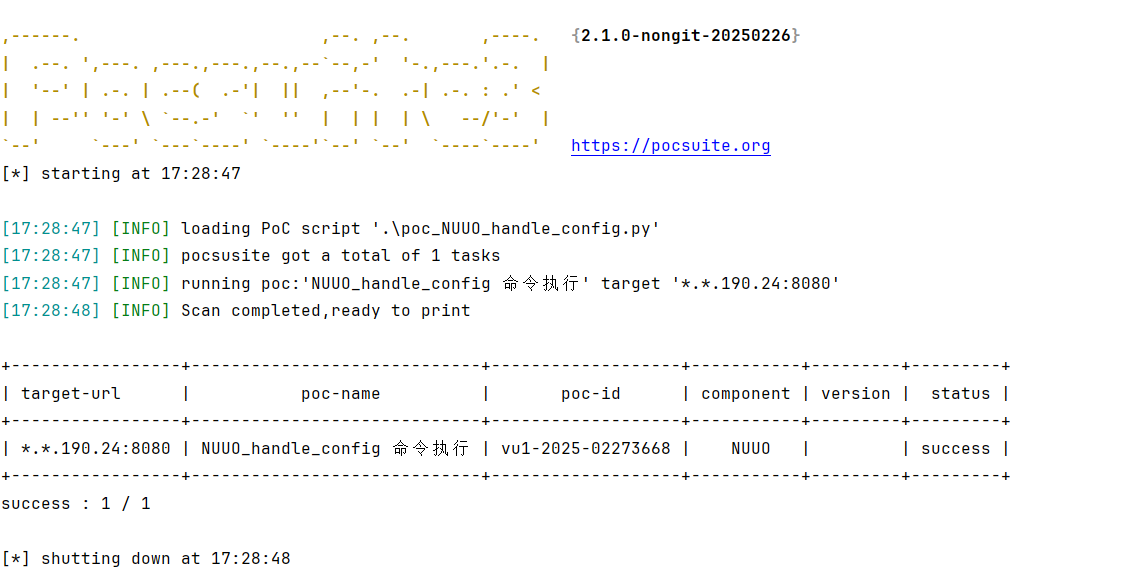 {2.1.0-nongit-20250226}
https://pocsuite.org
[*] starting at 17:28:47
[17:28:47] [INFO] loading PoC script '.\poc_NUUO_handle_config.py'
[17:28:47] [INFO] pocsusite got a total of 1 tasks
[17:28:47] [INFO] running poc:'NUUO_handle_config 命令执行' target '*.*.190.24:8080'
[17:28:48] [INFO] Scan completed,ready to print
+-----------------+-----------------------------+-------------------+-----------+---------+---------+
| target-url | poc-name | poc-id | component | version | status |
+-----------------+-----------------------------+-------------------+-----------+---------+---------+
| *.*.190.24:8080 | NUUO_handle_config 命令执行 | vu1-2025-02273668 | NUUO | | success |
+-----------------+-----------------------------+-------------------+-----------+---------+---------+
success : 1 / 1
[*] shutting down at 17:28:48